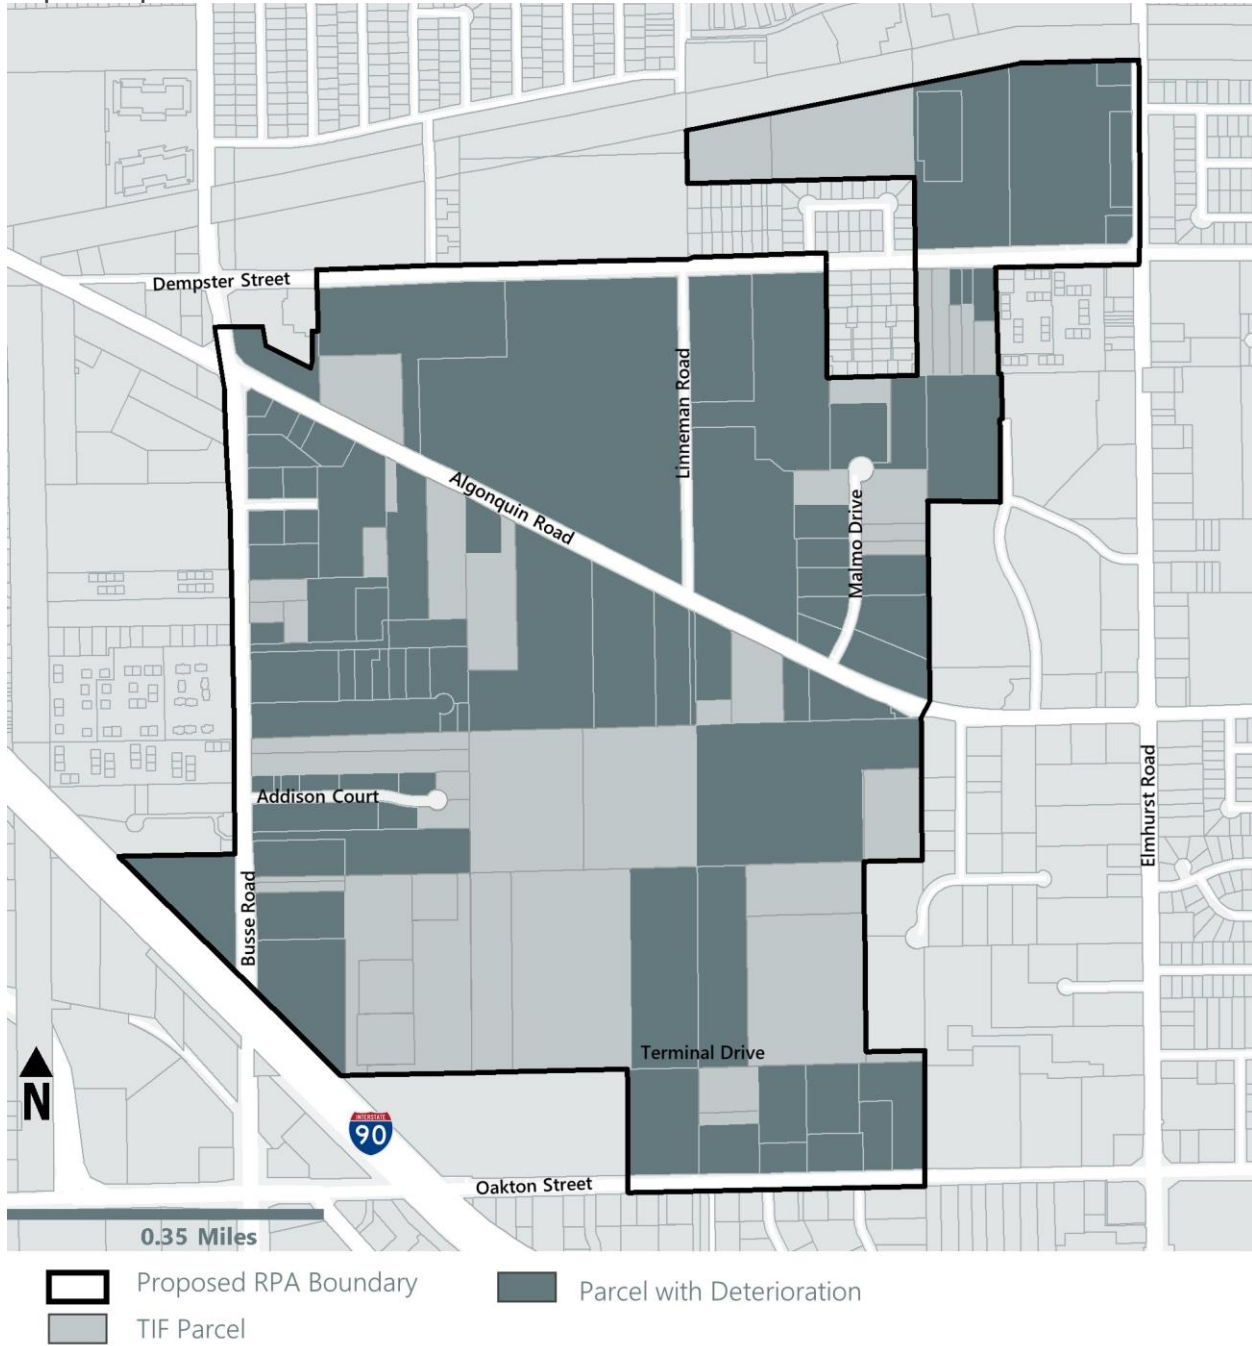 Dempster Street
Linneman Road
Algonquin Road
Malmo Drive
Elmhurst Road
Addison Court
Busse Road
Terminal Drive
N
INTERSTATE
90
Oakton Street
0.35 Miles
Proposed RPA Boundary
Parcel with Deterioration
TIF Parcel